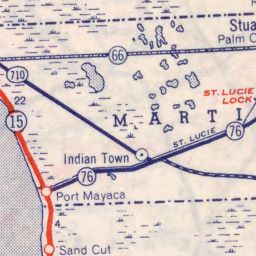 Stua
Palm C
66
710
22
ST. LUCIE
LOCK
15
MARTI
ST. LUCIE
76
Indian Town
76
Port Mayaca
4
Sand Cut